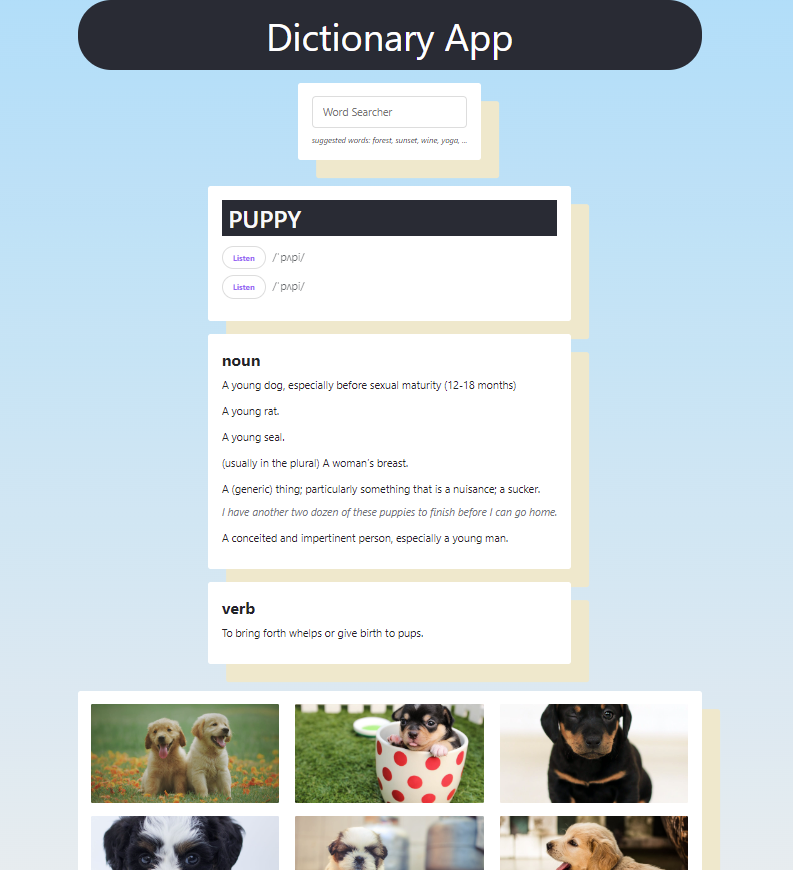 Dictionary App
Word Searcher
suggested words: forest, sunset, wine, yoga, ...
PUPPY
Listen /ˈpʌpi/
Listen /ˈpʌpi/
noun
A young dog, especially before sexual maturity (12-18 months)
A young rat.
A young seal.
(usually in the plural) A woman's breast.
A (generic) thing; particularly something that is a nuisance; a sucker.
I have another two dozen of these puppies to finish before I can go home.
A conceited and impertinent person, especially a young man.
verb
To bring forth whelps or give birth to pups.